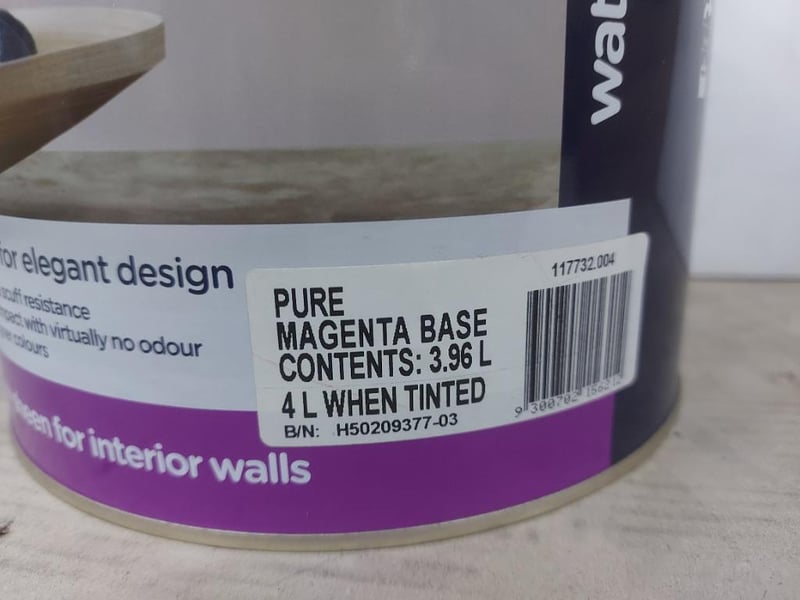 wat
for elegant design
scuff resistance
with virtually no odour
colours
sheen for interior walls
117732.004
PURE
MAGENTA BASE
CONTENTS: 3.96 L
4 L WHEN TINTED
B/N: H50209377-03